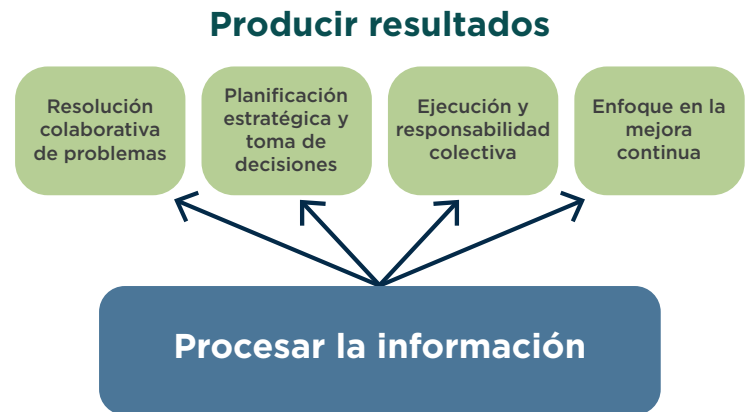 Producir resultados
Resolución
colaborativa
de problemas
Planificación
estratégica y
toma de
decisiones
Ejecución y
responsabilidad
colectiva
Enfoque en la
mejora
continua
Procesar la información